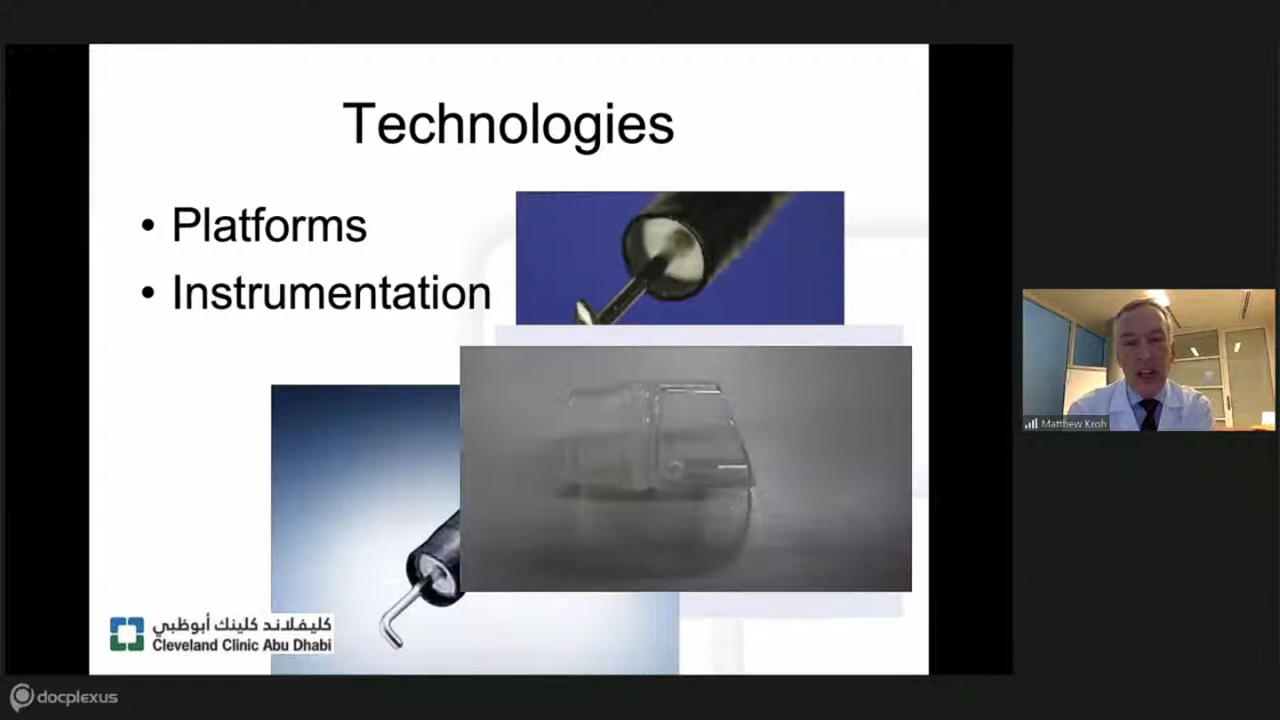 Technologies
• Platforms
• Instrumentation
كليفلاند كلينك أبوظبي
Cleveland Clinic Abu Dhabi
Matthew Kroh
docplexus